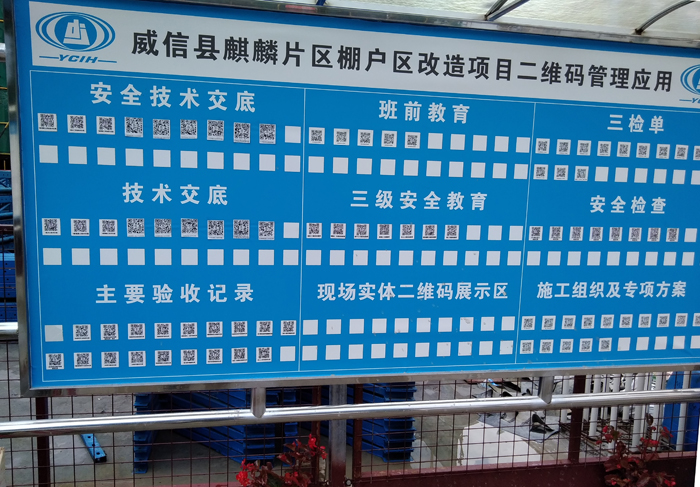 YCIH
威信县麒麟片区棚户区改造项目二维码管理应用
安全技术交底
班前教育
三检单
技术交底
三级安全教育
安全检查
主要验收记录
现场实体二维码展示区
施工组织及专项方案